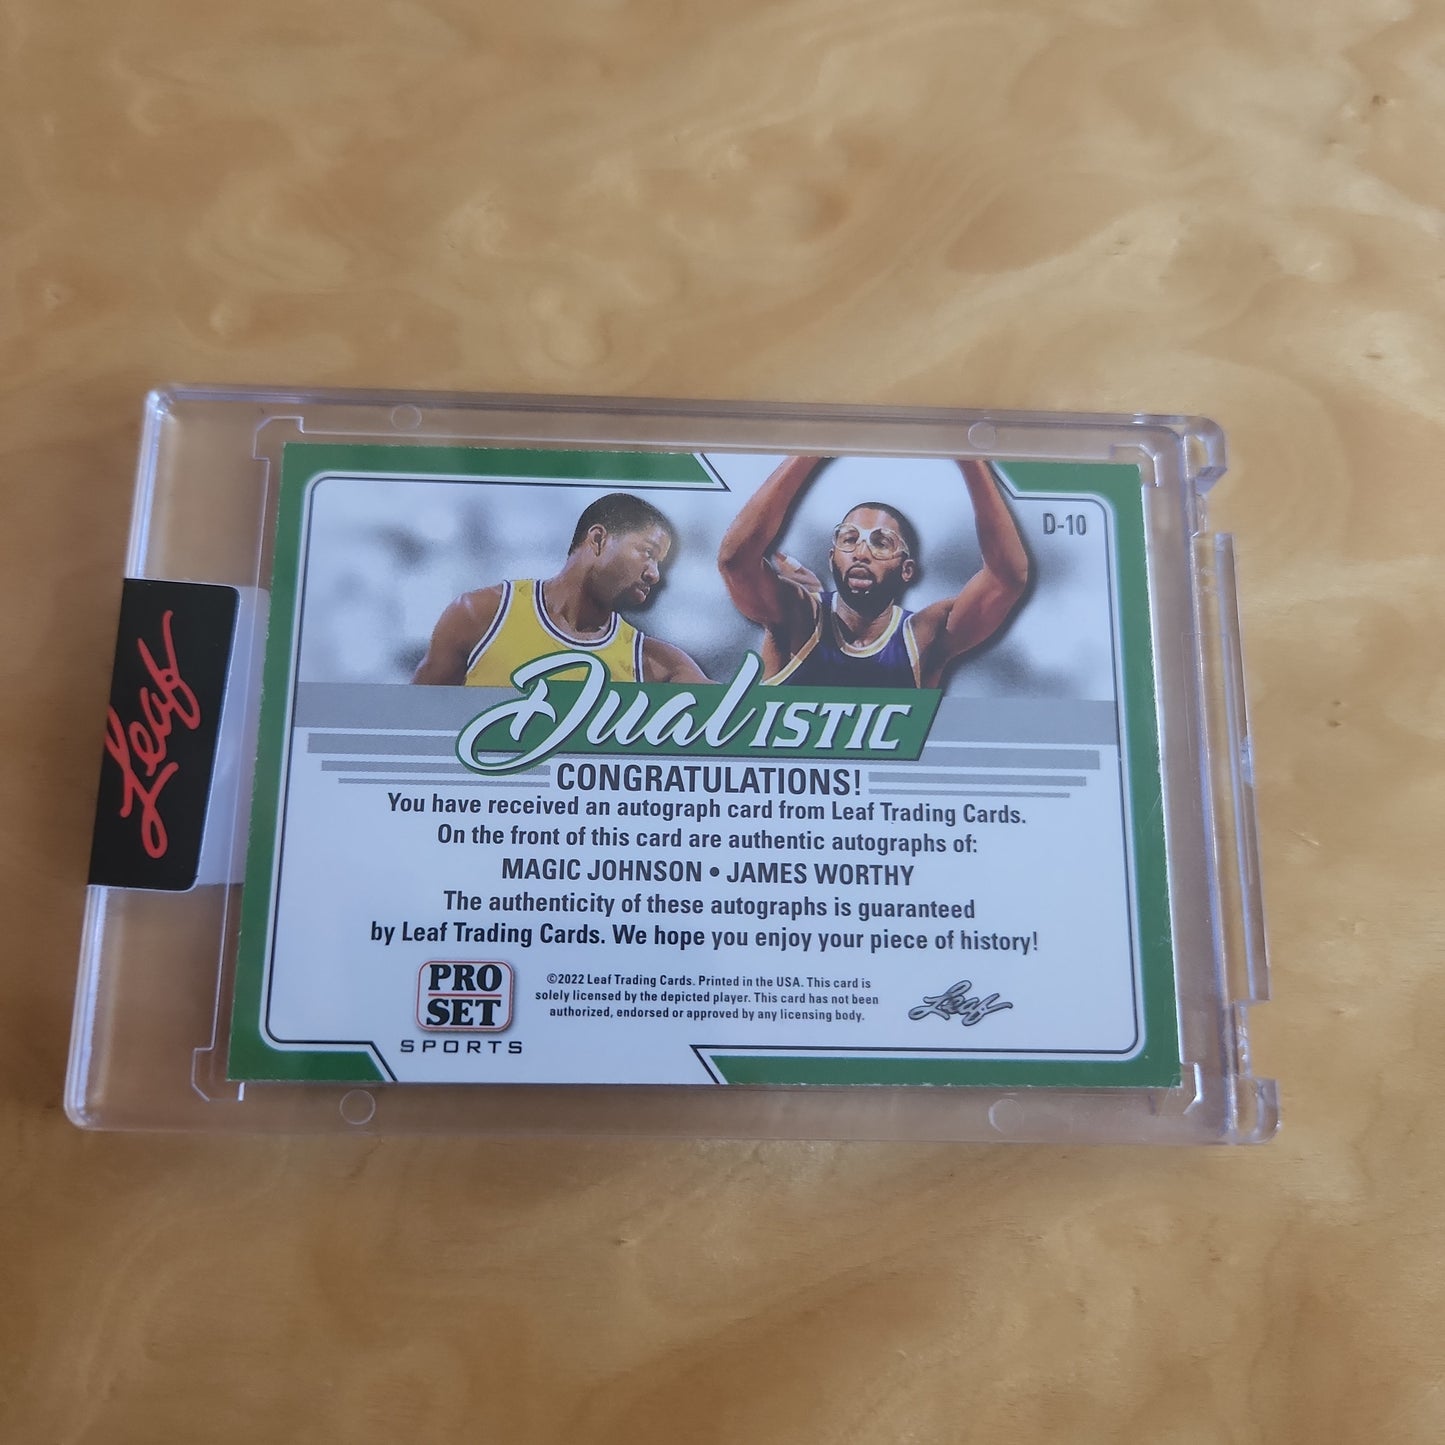 Leaf
D-10
Dualistic
CONGRATULATIONS!
You have received an autograph card from Leaf Trading Cards.
On the front of this card are authentic autographs of:
MAGIC JOHNSON • JAMES WORTHY
The authenticity of these autographs is guaranteed
by Leaf Trading Cards. We hope you enjoy your piece of history!
PRO
SET
SPORTS
©2022 Leaf Trading Cards. Printed in the USA. This card is
solely licensed by the depicted player. This card has not been
authorized, endorsed or approved by any licensing body.
Leaf